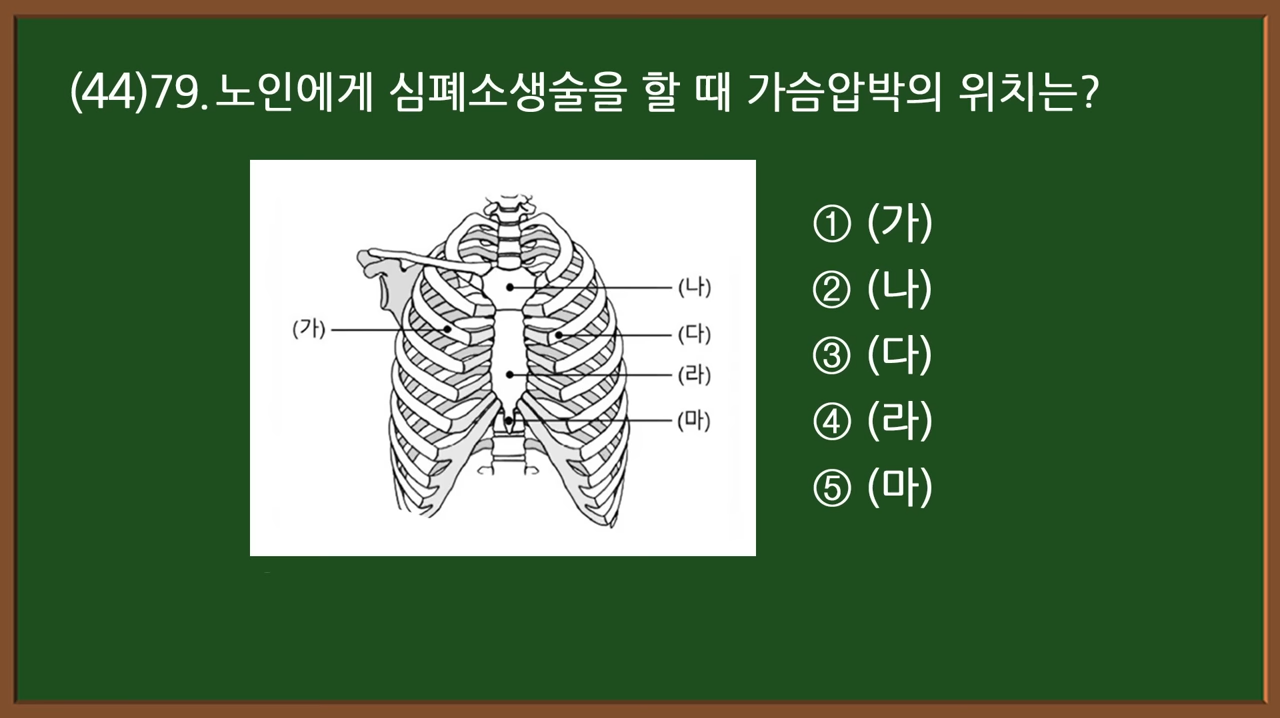 (44)79. 노인에게 심폐소생술을 할 때 가슴압박의 위치는?
(나)
(가)
(다)
(라)
(마)
① (가)
② (나)
③ (다)
④ (라)
⑤ (마)